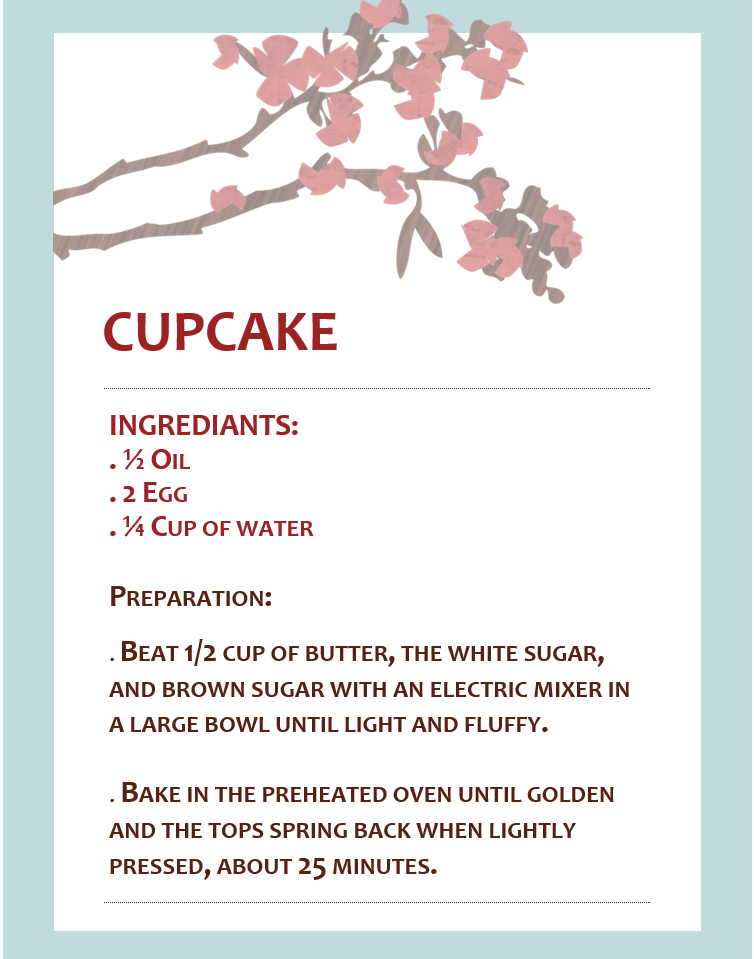 CUPCAKE
INGREDIANTS:
. ½ OIL
. 2 EGG
. ¼ CUP OF WATER
PREPARATION:
. BEAT 1/2 CUP OF BUTTER, THE WHITE SUGAR,
AND BROWN SUGAR WITH AN ELECTRIC MIXER IN
A LARGE BOWL UNTIL LIGHT AND FLUFFY.
. BAKE IN THE PREHEATED OVEN UNTIL GOLDEN
AND THE TOPS SPRING BACK WHEN LIGHTLY
PRESSED, ABOUT 25 MINUTES.